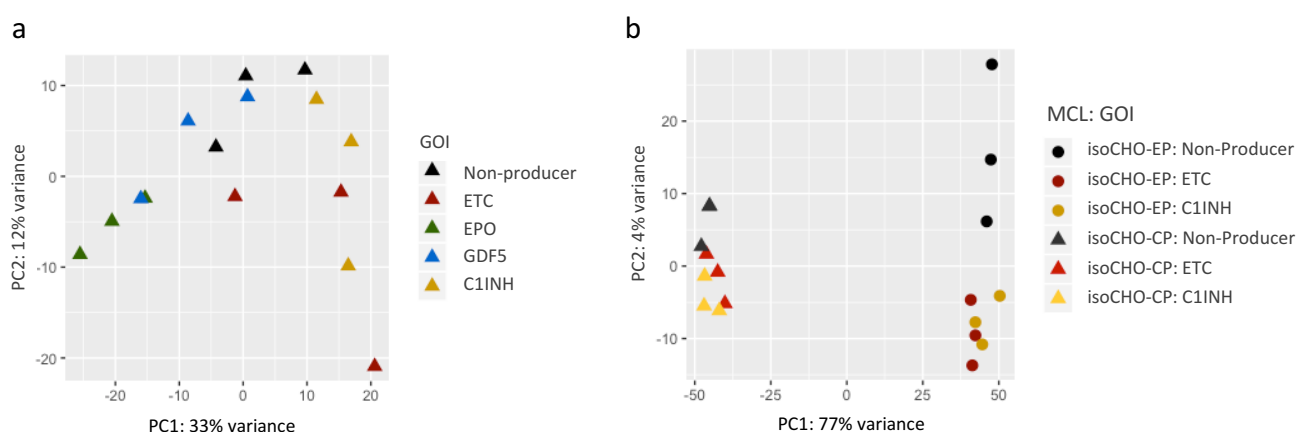 a
10
0
-10
-20
PC2: 12% variance
-20
-10
0
10
20
PC1: 33% variance
GOI
Non-producer
ETC
EPO
GDF5
C1INH
b
20
10
0
-10
PC2: 4% variance
-50
-25
0
25
50
PC1: 77% variance
MCL: GOI
isoCHO-EP: Non-Producer
isoCHO-EP: ETC
isoCHO-EP: C1INH
isoCHO-CP: Non-Producer
isoCHO-CP: ETC
isoCHO-CP: C1INH